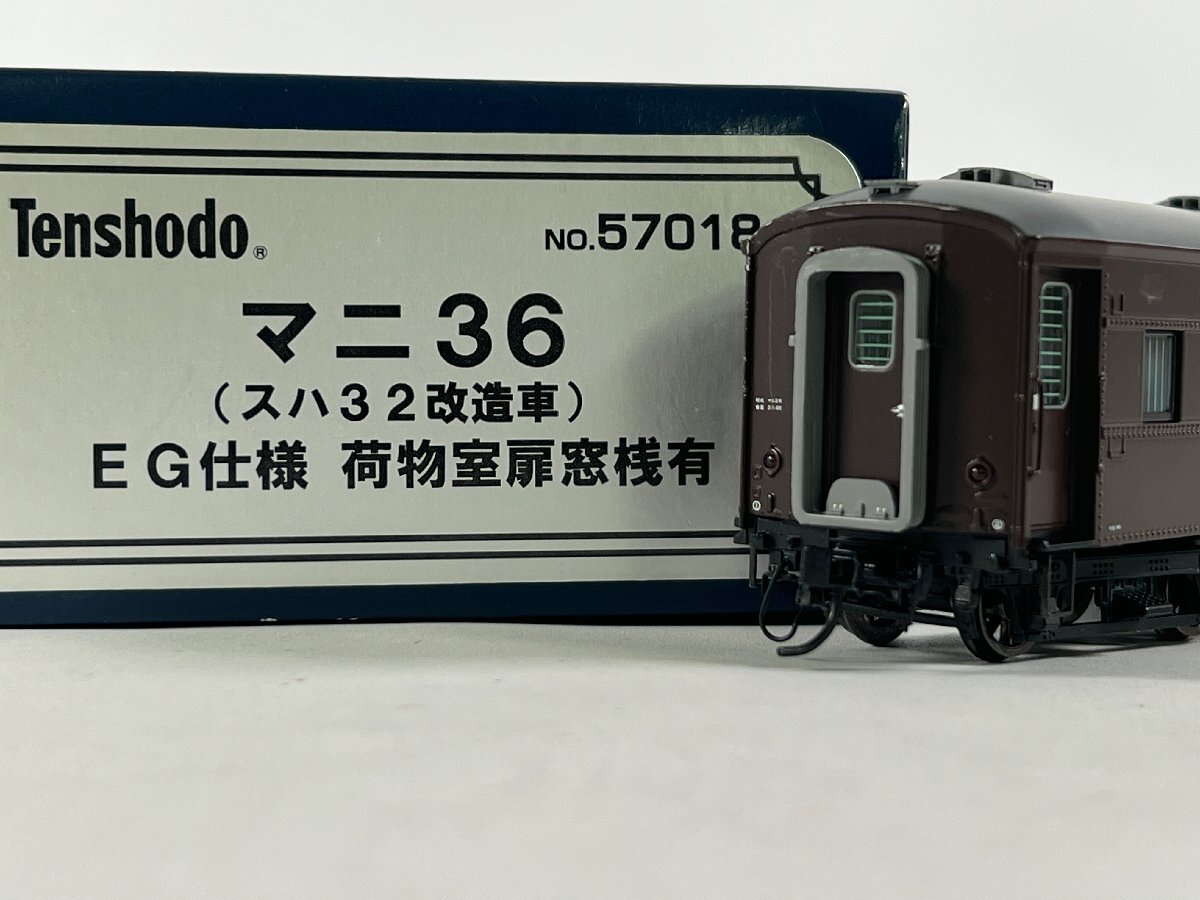 Tenshodo®
NO.57018
マニ36
（スハ３２改造車）
ＥＧ仕様 荷物室扉窓桟有